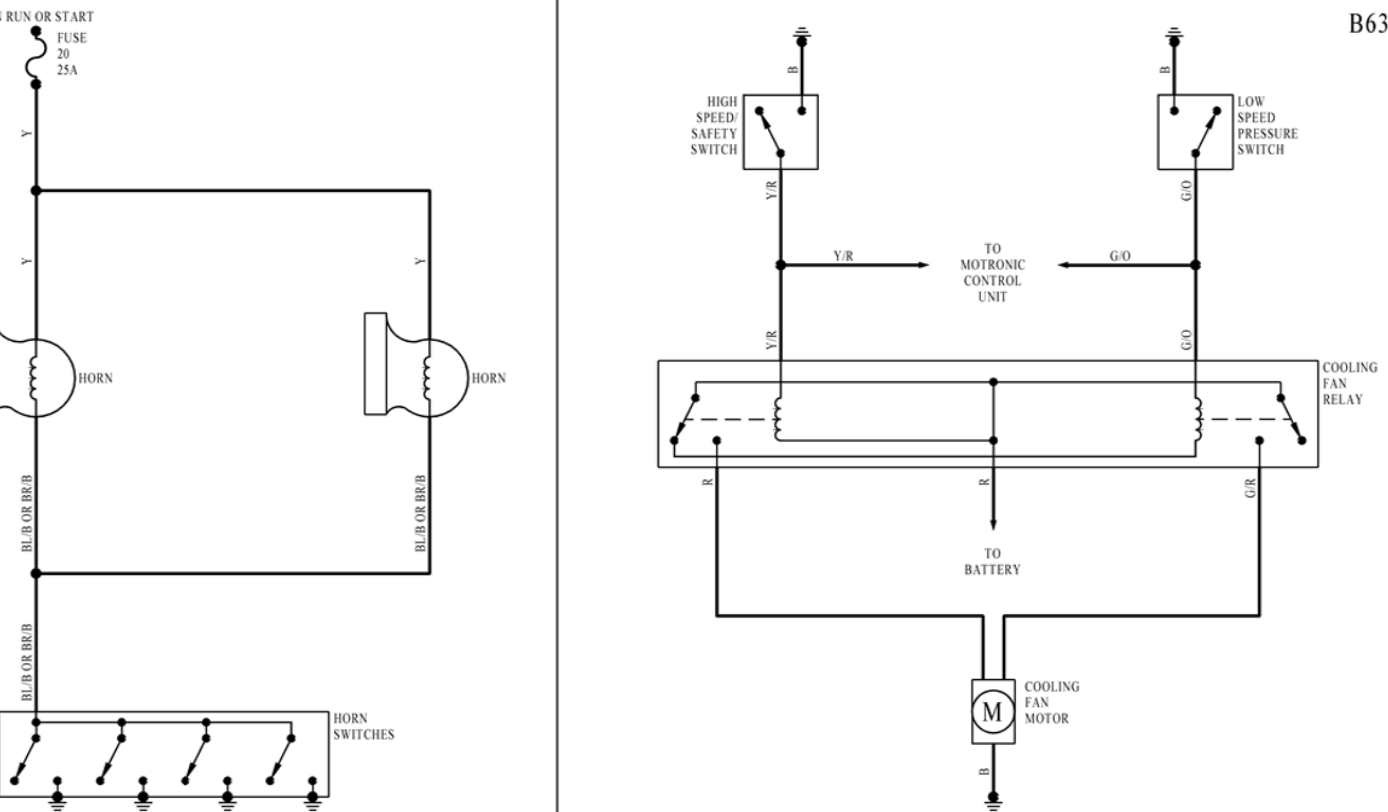 RUN OR START
FUSE
20
25A
Y
Y
Y
HORN
HORN
BL/B OR BR/B
BL/B OR BR/B
BL/B OR BR/B
HORN
SWITCHES
B63
B
B
HIGH
SPEED/
SAFETY
SWITCH
LOW
SPEED
PRESSURE
SWITCH
Y/R
G/O
Y/R
TO
MOTRONIC
CONTROL
UNIT
G/O
Y/R
G/O
COOLING
FAN
RELAY
R
R
G/R
TO
BATTERY
COOLING
FAN
MOTOR
M
B